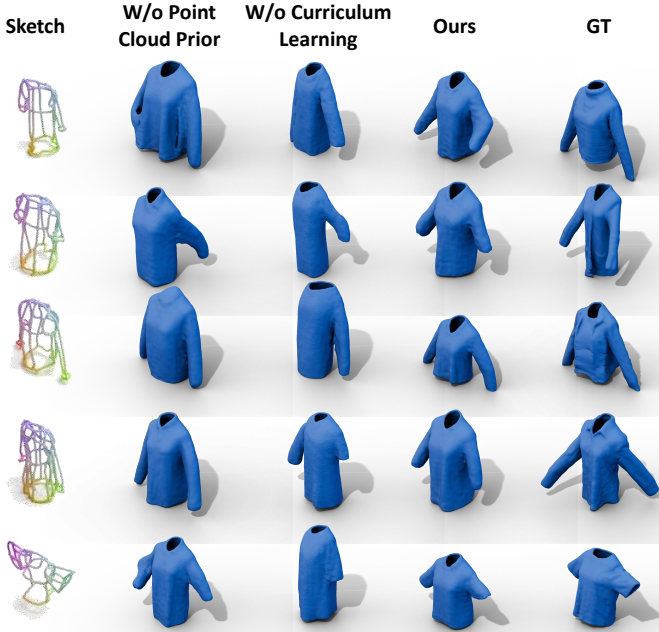 Sketch
W/o Point
Cloud Prior
W/o Curriculum
Learning
Ours
GT